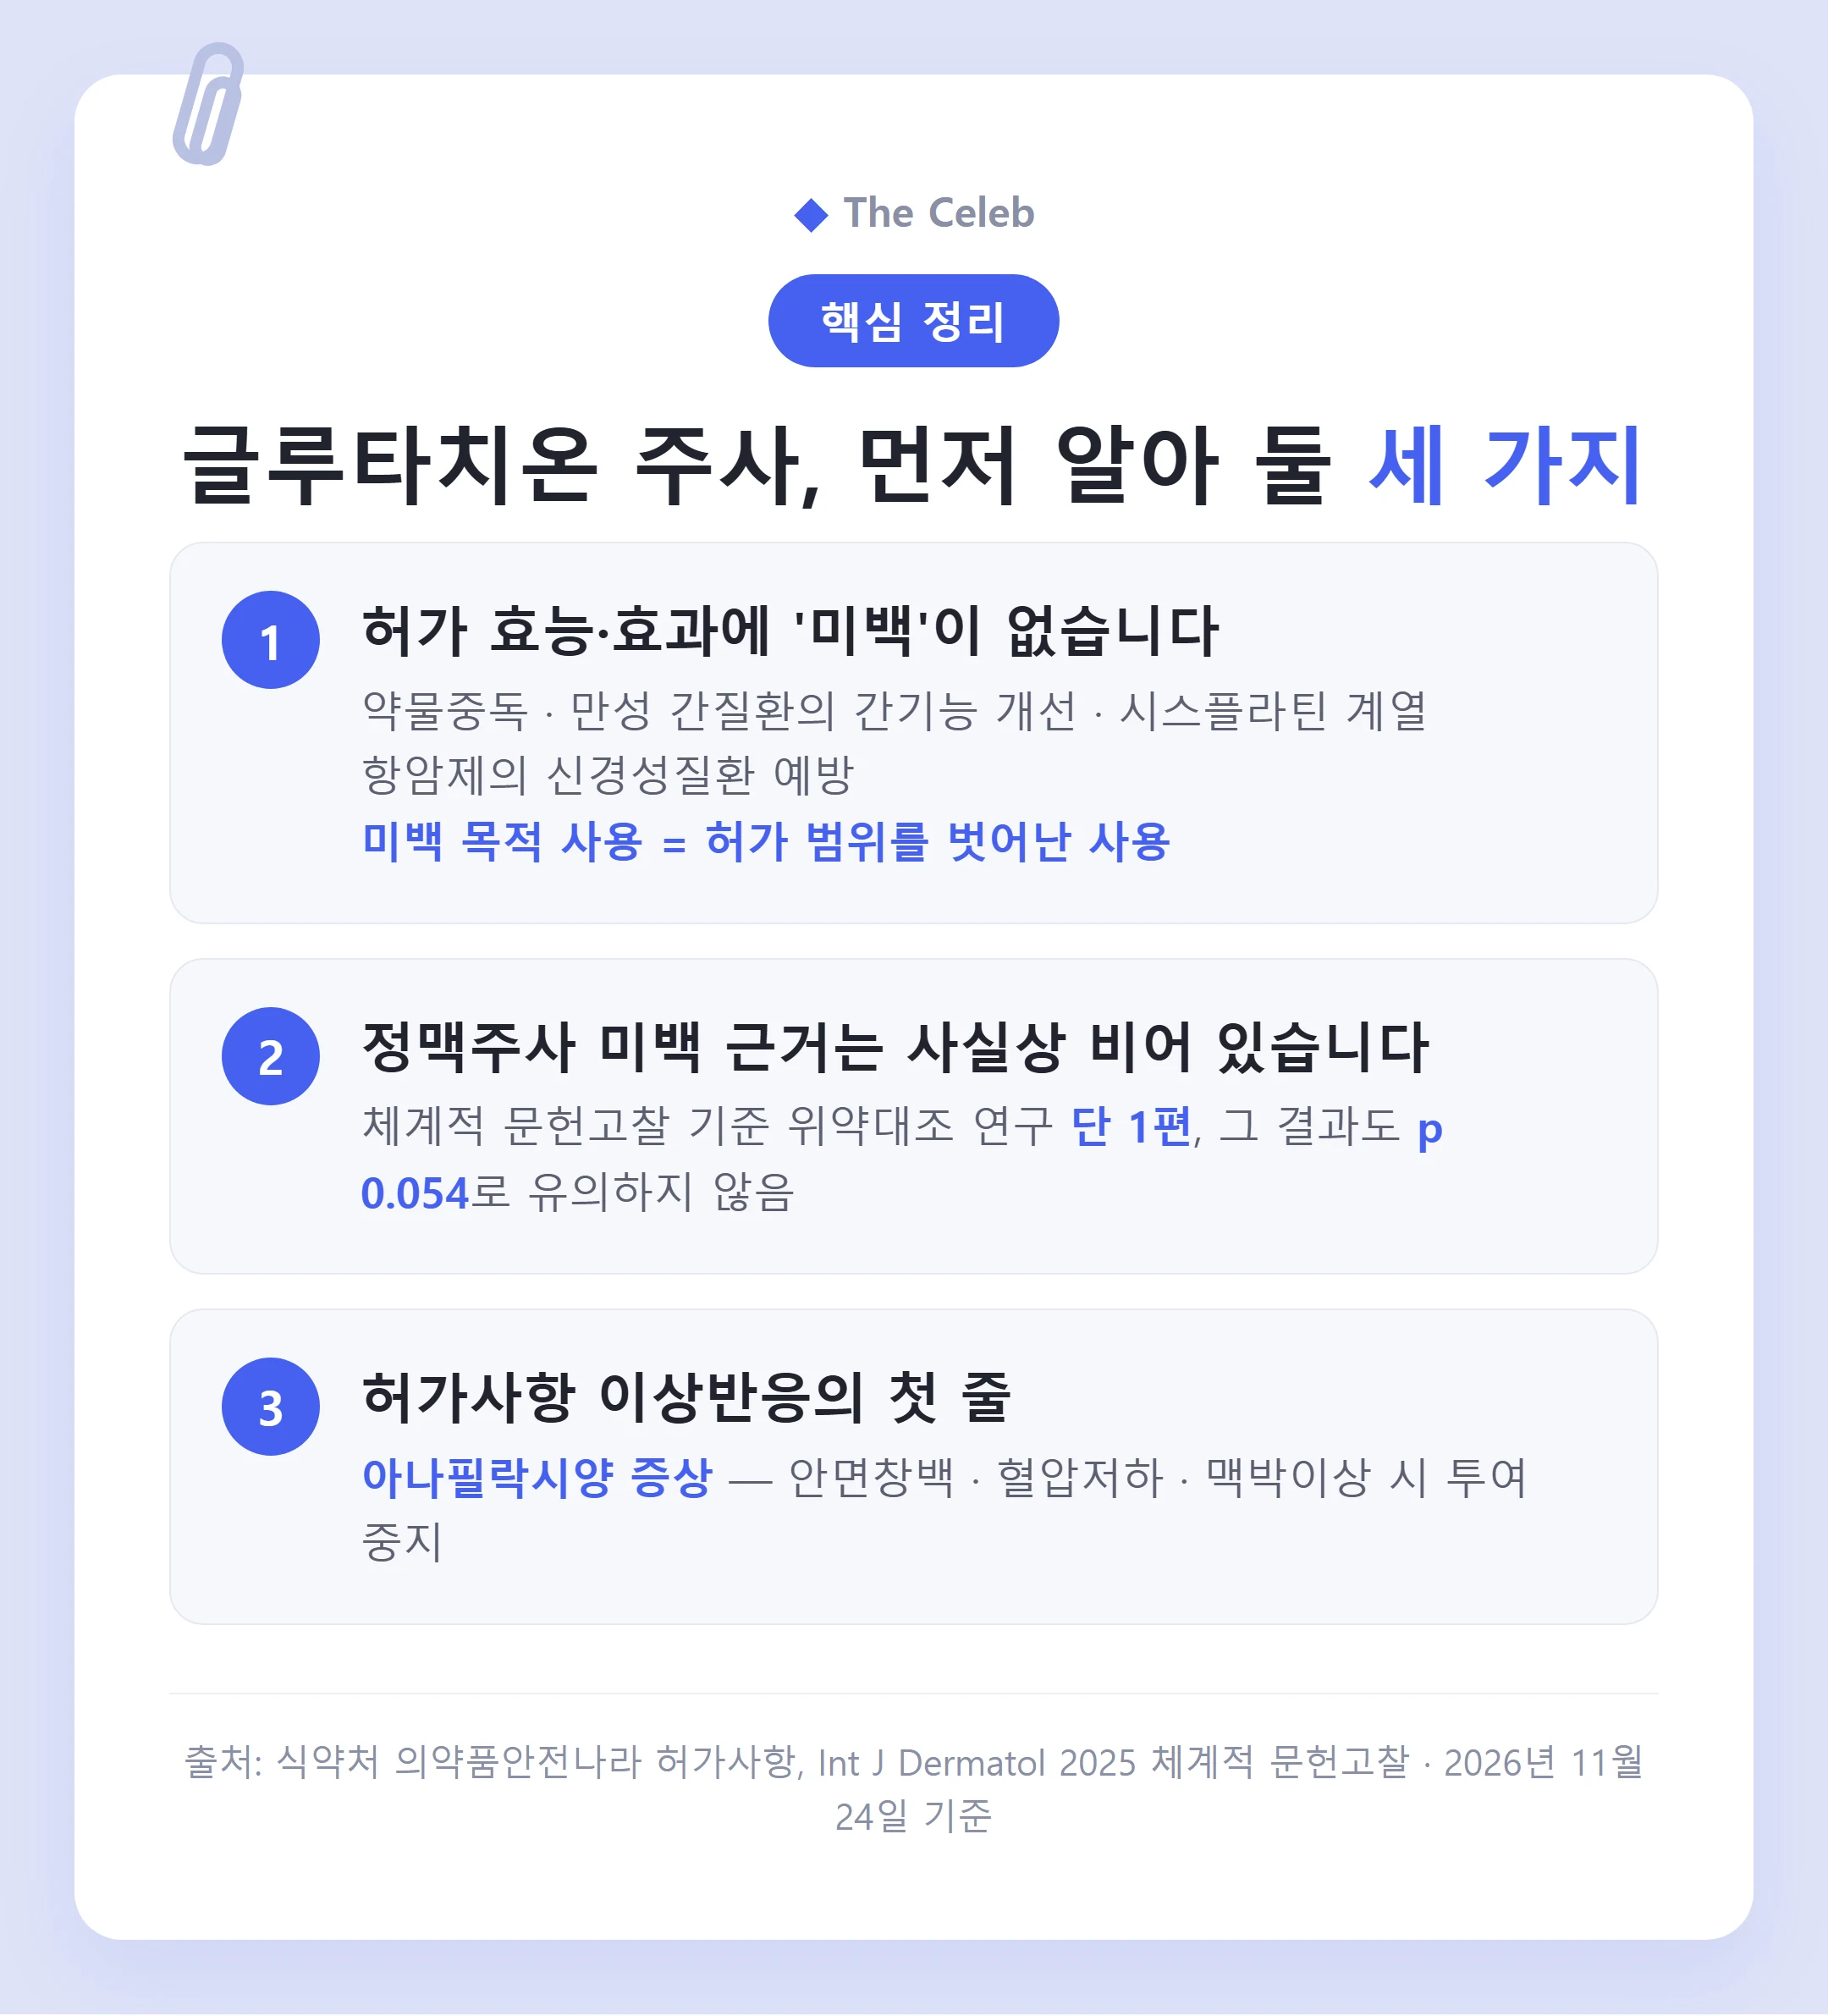 The Celeb
핵심 정리
글루타치온 주사, 먼저 알아 둘 세 가지
1
허가 효능·효과에 '미백'이 없습니다
약물중독 · 만성 간질환의 간기능 개선 · 시스플라틴 계열
항암제의 신경성질환 예방
미백 목적 사용 = 허가 범위를 벗어난 사용
2
정맥주사 미백 근거는 사실상 비어 있습니다
체계적 문헌고찰 기준 위약대조 연구 단 1편, 그 결과도 p
0.054로 유의하지 않음
3
허가사항 이상반응의 첫 줄
아나필락시양 증상 — 안면창백 · 혈압저하 · 맥박이상 시 투여
중지
출처: 식약처 의약품안전나라 허가사항, Int J Dermatol 2025 체계적 문헌고찰 · 2026년 11월
24일 기준